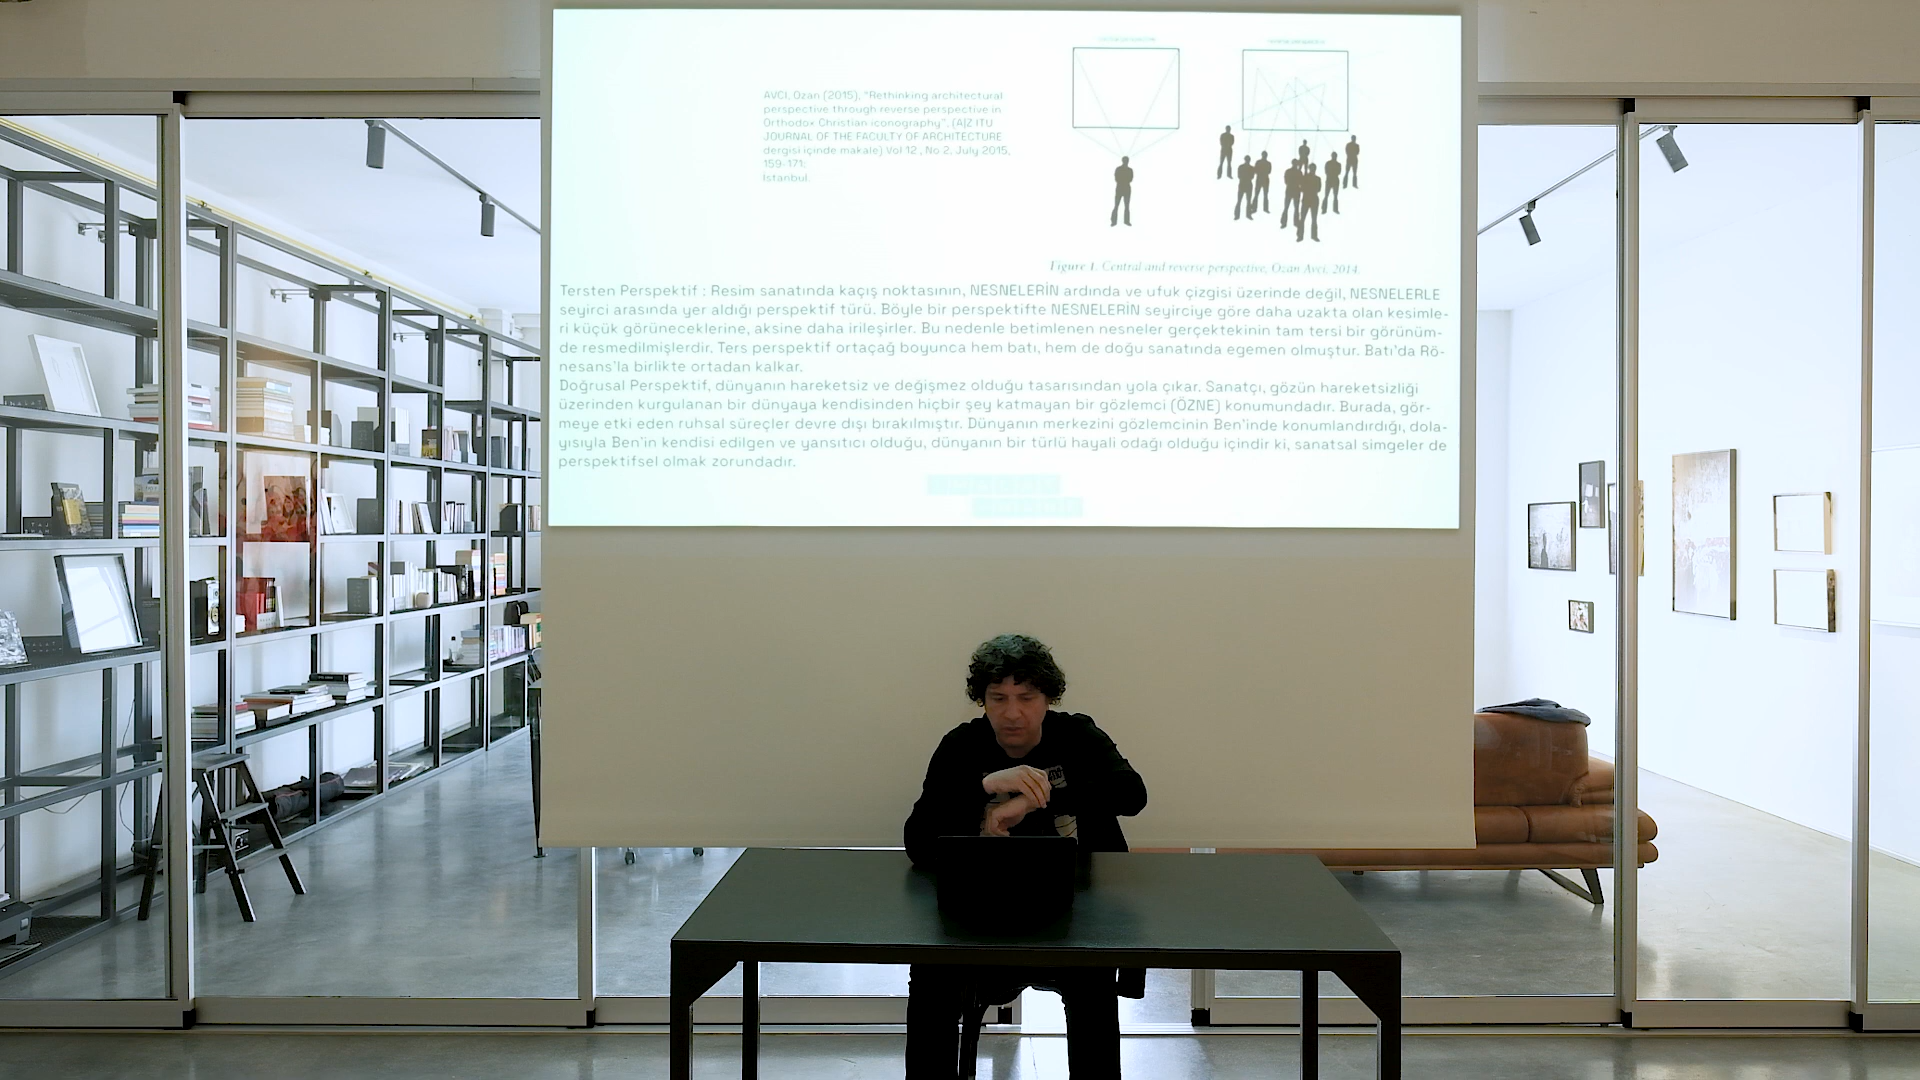 AVCI, Ozan (2015), "Rethinking architectural
perspective through reverse perspective in
Orthodox Christian iconography", (A|Z ITU
JOURNAL OF THE FACULTY OF ARCHITECTURE
dergisi içinde makale) Vol 12 , No 2, July 2015,
159-171;
Istanbul.
Figure 1. Central and reverse perspective, Ozan Avci, 2014.
Tersten Perspektif : Resim sanatında kaçış noktasının, NESNELERİN ardında ve ufuk çizgisi üzerinde değil, NESNELERLE
seyirci arasında yer aldığı perspektif türü. Böyle bir perspektifte NESNELERİN seyirciye göre daha uzakta olan kesimle-
ri küçük görüneceklerine, aksine daha irileşirler. Bu nedenle betimlenen nesneler gerçektekinin tam tersi bir görünüm-
de resmedilmişlerdir. Ters perspektif ortaçağ boyunca hem batı, hem de doğu sanatında egemen olmuştur. Batı'da Rö-
nesans'la birlikte ortadan kalkar.
Doğrusal Perspektif, dünyanın hareketsiz ve değişmez olduğu tasarısından yola çıkar. Sanatçı, gözün hareketsizliği
üzerinden kurgulanan bir dünyaya kendisinden hiçbir şey katmayan bir gözlemci (ÖZNE) konumundadır. Burada, gör-
meye etki eden ruhsal süreçler devre dışı bırakılmıştır. Dünyanın merkezini gözlemcinin Ben'inde konumlandırdığı, dola-
yısıyla Ben'in kendisi edilgen ve yansıtıcı olduğu, dünyanın bir türlü hayali odağı olduğu içindir ki, sanatsal simgeler de
perspektifsel olmak zorundadır.